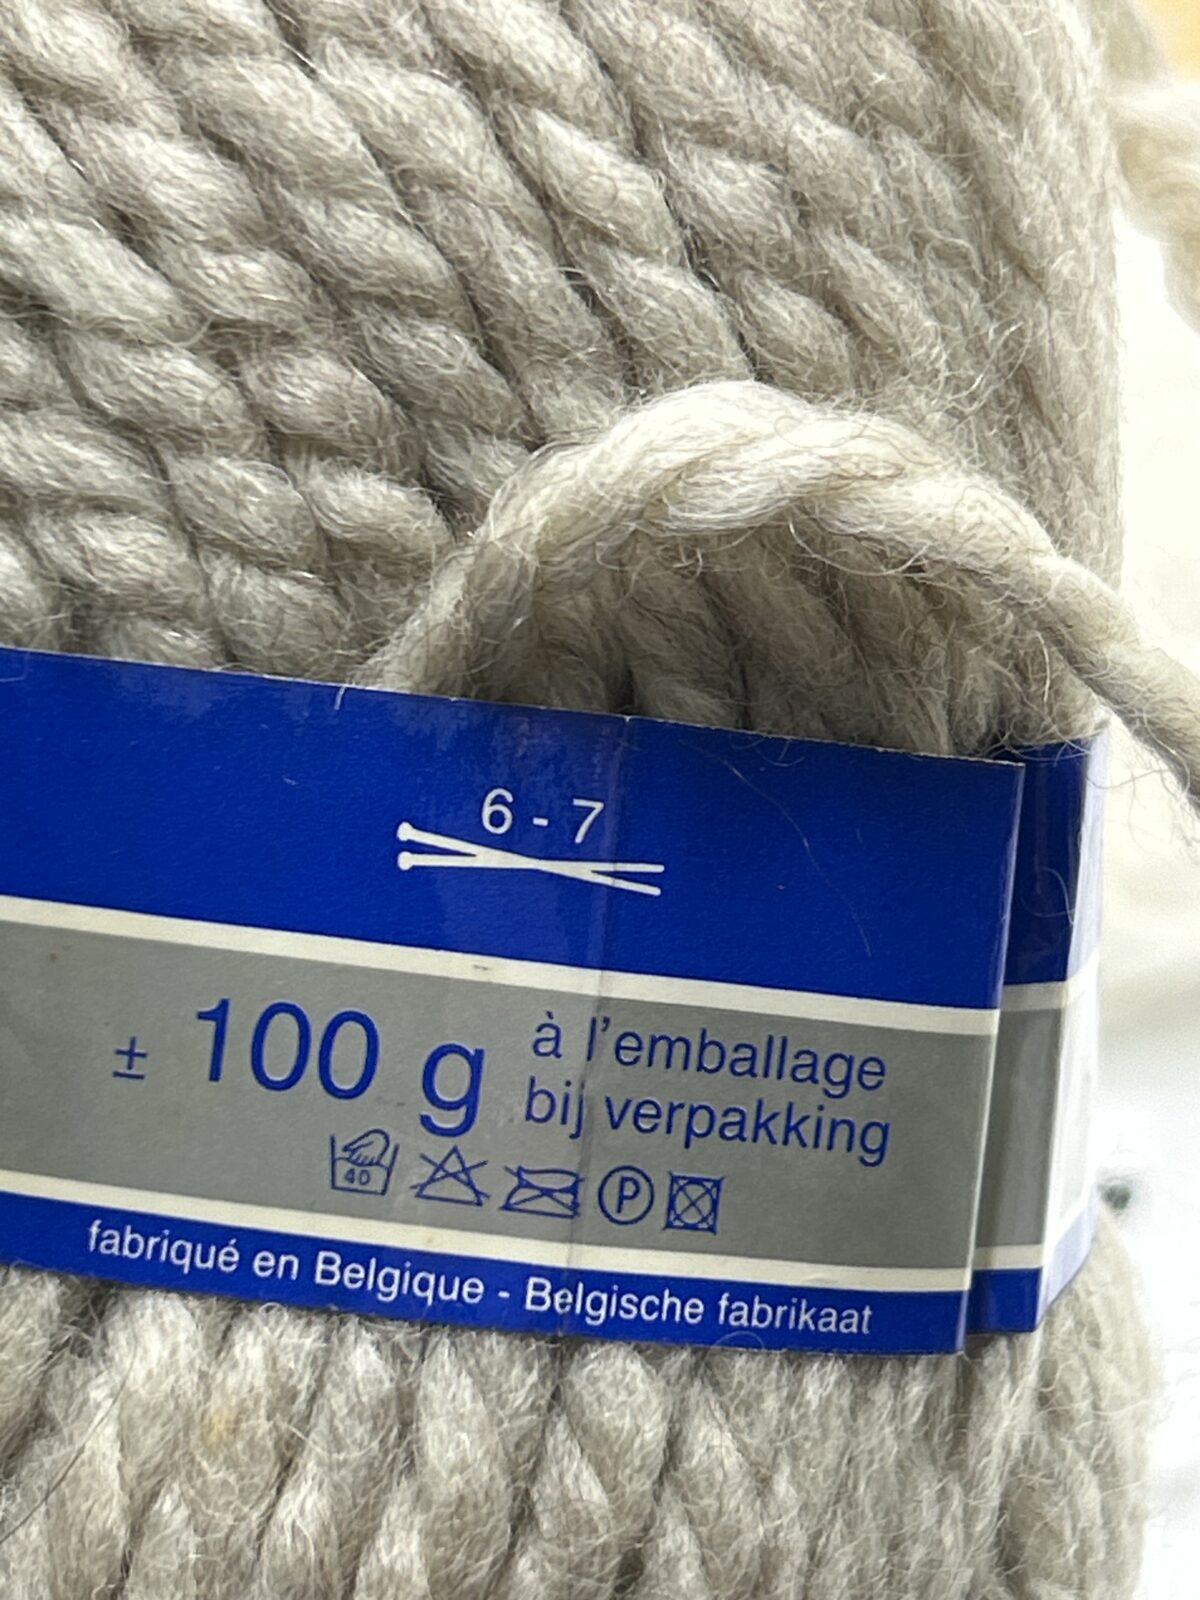 6 - 7
± 100 g
à l'emballage
bij verpakking
40
P
fabriqué en Belgique - Belgische fabrikaat